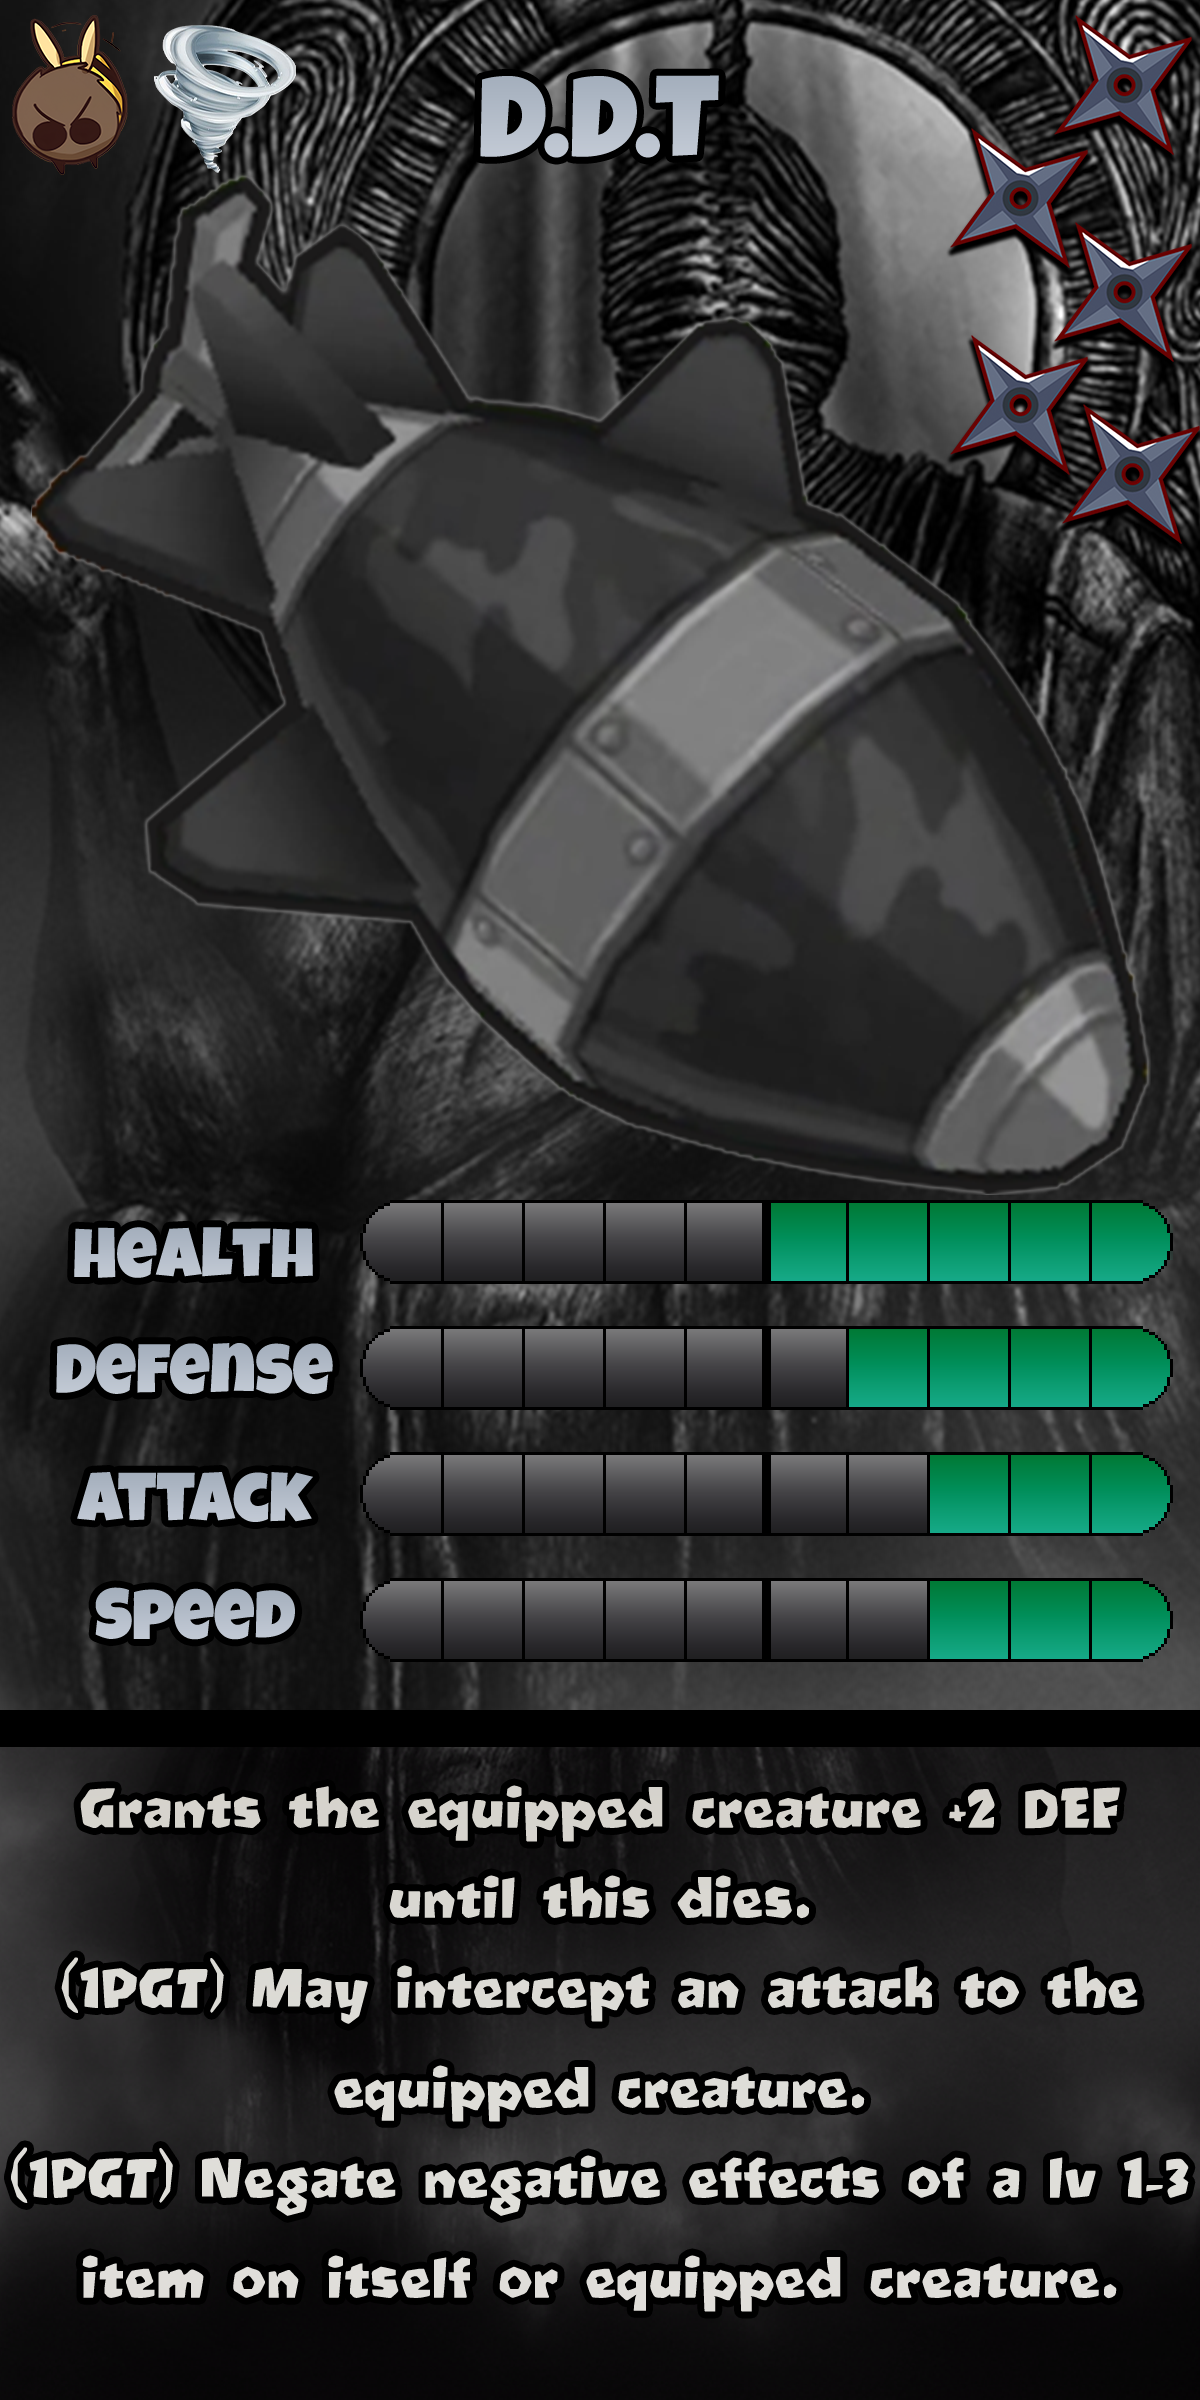 D.D.T
HEALTH
DEFENSE
ATTACK
SPEED
Grants the equipped creature +2 DEF
until this dies.
(1PGT) May intercept an attack to the
equipped creature.
(1PGT) Negate negative effects of a lv 1-3
item on itself or equipped creature.